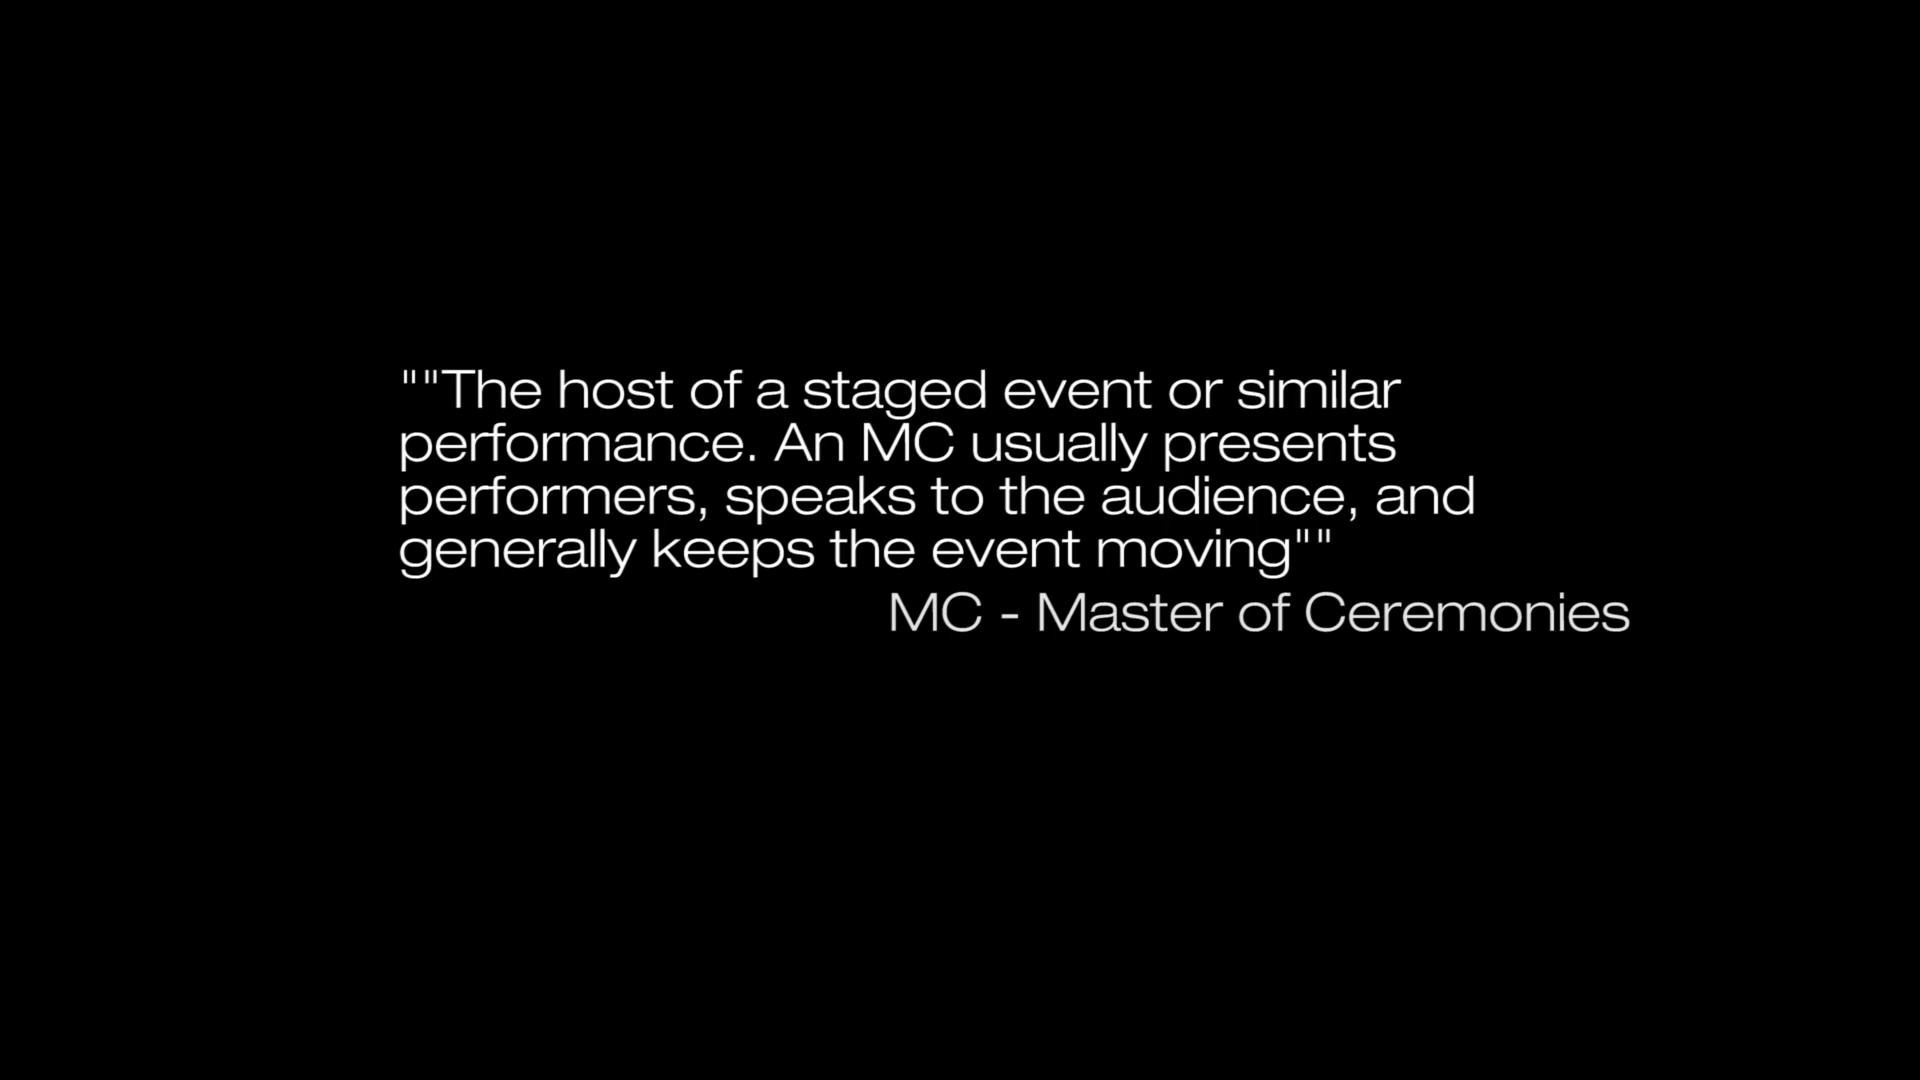 ""The host of a staged event or similar
performance. An MC usually presents
performers, speaks to the audience, and
generally keeps the event moving""
MC - Master of Ceremonies